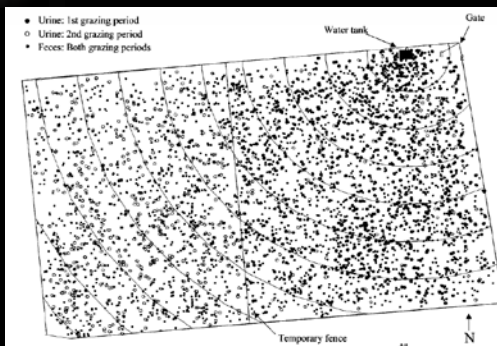 Urine: 1st grazing period
Urine: 2nd grazing period
Feces: Both grazing periods
Gate
Water tank
Temporary fence
N